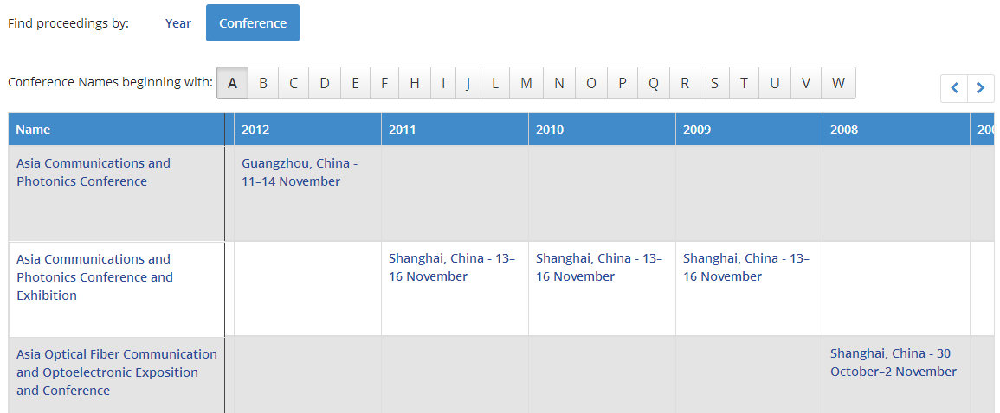 Find proceedings by: Year Conference
Conference Names beginning with: A B C D E F H I J L M N O P Q R S T U V W
Name 2012 2011 2010 2009 2008
Asia Communications and
Photonics Conference
Guangzhou, China -
11–14 November
Asia Communications and
Photonics Conference and
Exhibition
Shanghai, China - 13–
16 November
Shanghai, China - 13–
16 November
Shanghai, China - 13–
16 November
Asia Optical Fiber Communication
and Optoelectronic Exposition
and Conference
Shanghai, China - 30
October–2 November